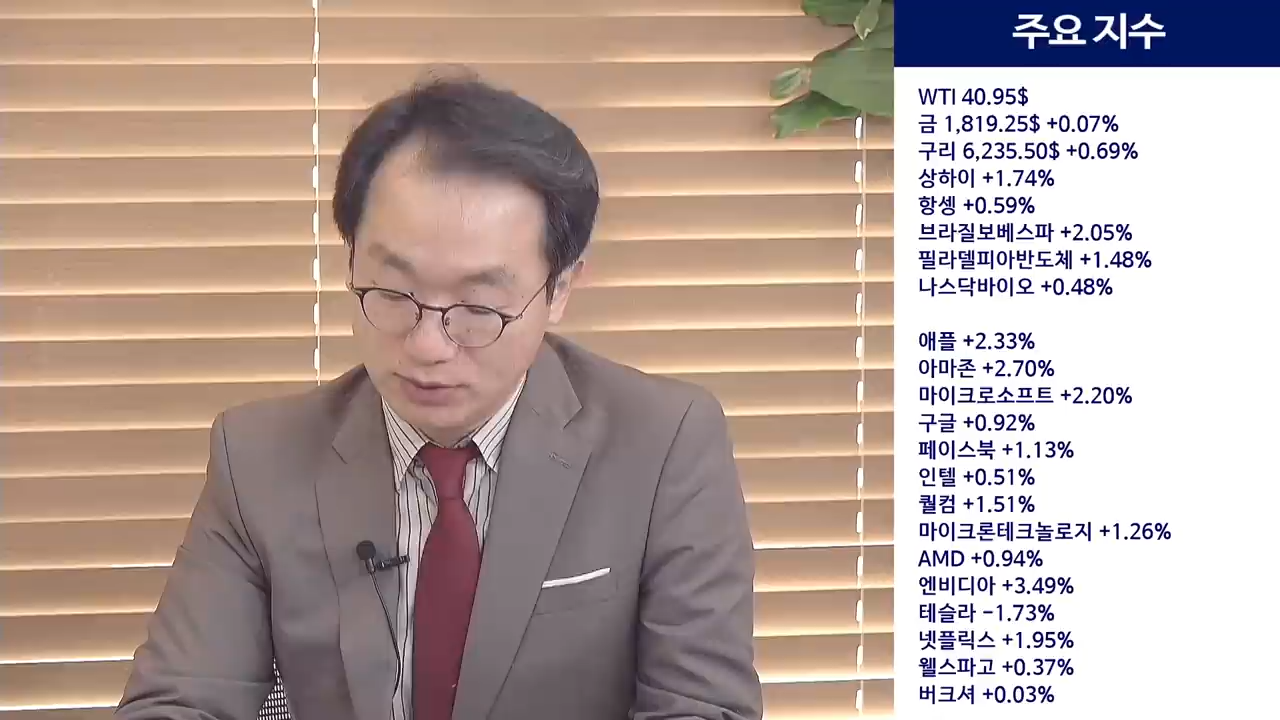 주요 지수
WTI 40.95$
금 1,819.25$ +0.07%
구리 6,235.50$ +0.69%
상하이 +1.74%
항셍 +0.59%
브라질보베스파 +2.05%
필라델피아반도체 +1.48%
나스닥바이오 +0.48%
애플 +2.33%
아마존 +2.70%
마이크로소프트 +2.20%
구글 +0.92%
페이스북 +1.13%
인텔 +0.51%
퀄컴 +1.51%
마이크론테크놀로지 +1.26%
AMD +0.94%
엔비디아 +3.49%
테슬라 -1.73%
넷플릭스 +1.95%
웰스파고 +0.37%
버크셔 +0.03%